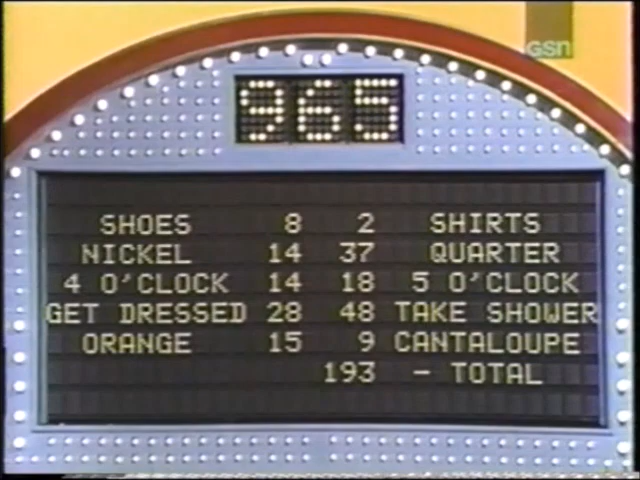 965
GSN
SHOES 8 2 SHIRTS
NICKEL 14 37 QUARTER
4 O'CLOCK 14 18 5 O'CLOCK
GET DRESSED 28 48 TAKE SHOWER
ORANGE 15 9 CANTALOUPE
193 - TOTAL